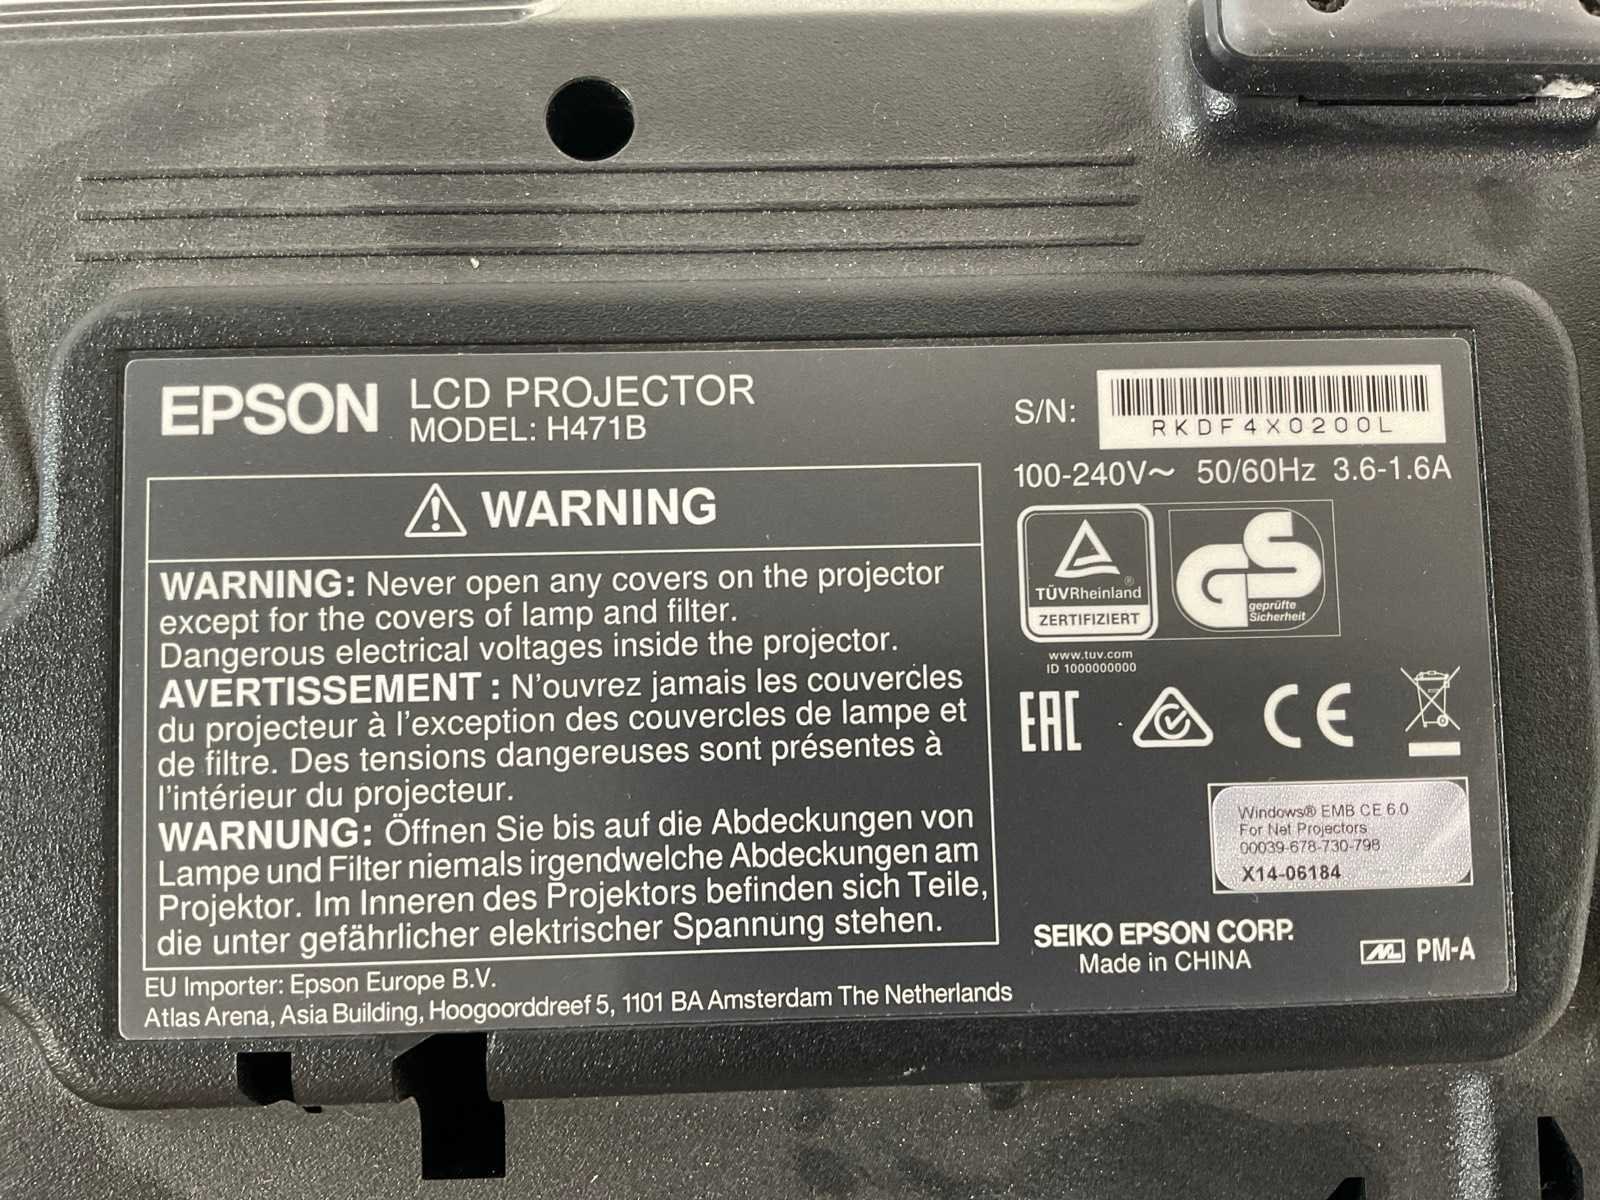 EPSON
LCD PROJECTOR
MODEL: H471B
S/N:
RKDF4X0200L
100-240V~ 50/60Hz 3.6-1.6A
WARNING
WARNING: Never open any covers on the projector
except for the covers of lamp and filter.
Dangerous electrical voltages inside the projector.
AVERTISSEMENT : N'ouvrez jamais les couvercles
du projecteur à l'exception des couvercles de lampe et
de filtre. Des tensions dangereuses sont présentes à
l'intérieur du projecteur.
WARNUNG: Öffnen Sie bis auf die Abdeckungen von
Lampe und Filter niemals irgendwelche Abdeckungen am
Projektor. Im Inneren des Projektors befinden sich Teile,
die unter gefährlicher elektrischer Spannung stehen.
EU Importer: Epson Europe B.V.
Atlas Arena, Asia Building, Hoogoorddreef 5, 1101 BA Amsterdam The Netherlands
TÜVRheinland®
ZERTIFIZIERT
www.tuv.com
ID 1000000000
GS
geprüfte
Sicherheit
EAC
CE
Windows® EMB CE 6.0
For Net Projectors
00039-678-730-798
X14-06184
SEIKO EPSON CORP.
Made in CHINA
PM-A